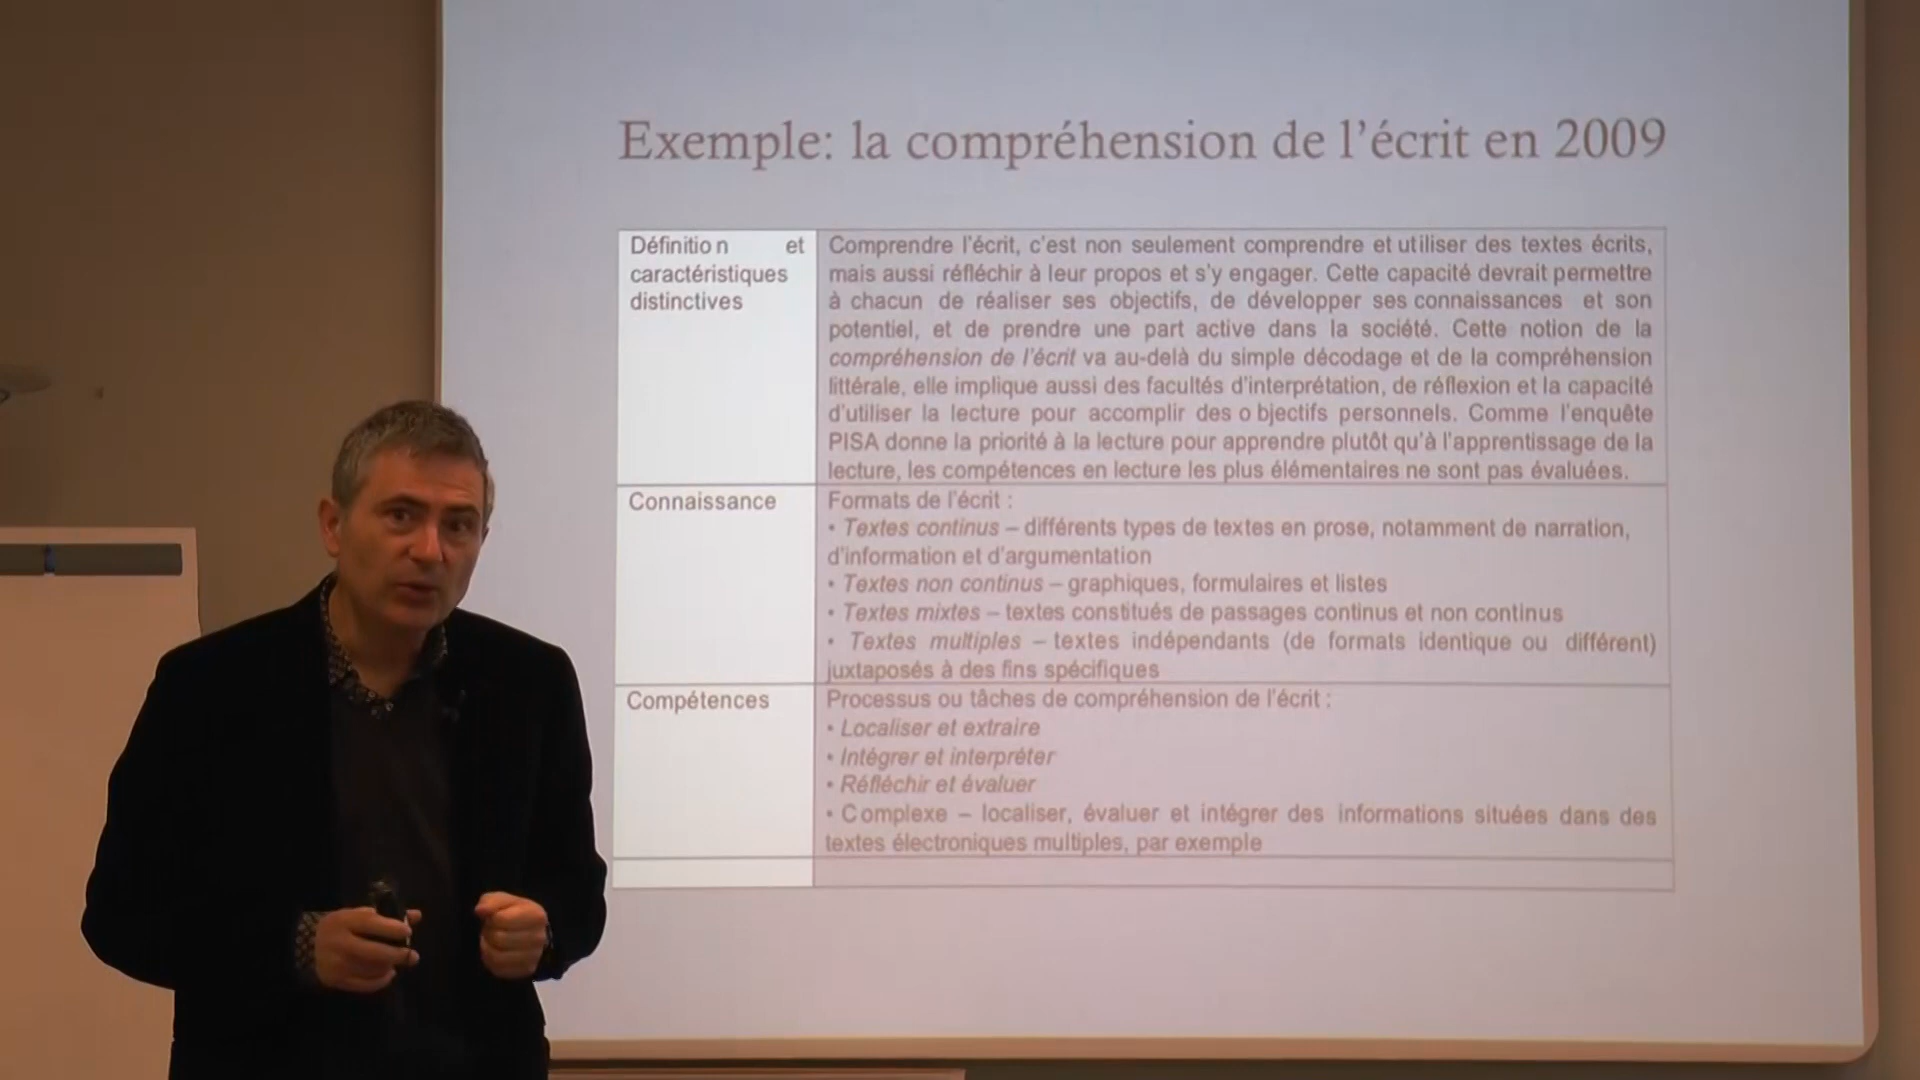 Exemple: la compréhension de l'écrit en 2009
Définition et
caractéristiques
distinctives
Comprendre l'écrit, c'est non seulement comprendre et utiliser des textes écrits,
mais aussi réfléchir à leur propos et s'y engager. Cette capacité devrait permettre
à chacun de réaliser ses objectifs, de développer ses connaissances et son
potentiel, et de prendre une part active dans la société. Cette notion de la
compréhension de l'écrit va au-delà du simple décodage et de la compréhension
littérale, elle implique aussi des facultés d'interprétation, de réflexion et la capacité
d'utiliser la lecture pour accomplir des objectifs personnels. Comme l'enquête
PISA donne la priorité à la lecture pour apprendre plutôt qu'à l'apprentissage de la
lecture, les compétences en lecture les plus élémentaires ne sont pas évaluées.
Connaissance
Formats de l'écrit :
• Textes continus – différents types de textes en prose, notamment de narration,
d'information et d'argumentation
• Textes non continus – graphiques, formulaires et listes
• Textes mixtes – textes constitués de passages continus et non continus
• Textes multiples – textes indépendants (de formats identique ou différent)
juxtaposés à des fins spécifiques
Compétences
Processus ou tâches de compréhension de l'écrit :
• Localiser et extraire
• Intégrer et interpréter
• Réfléchir et évaluer
• Complexe – localiser, évaluer et intégrer des informations situées dans des
textes électroniques multiples, par exemple